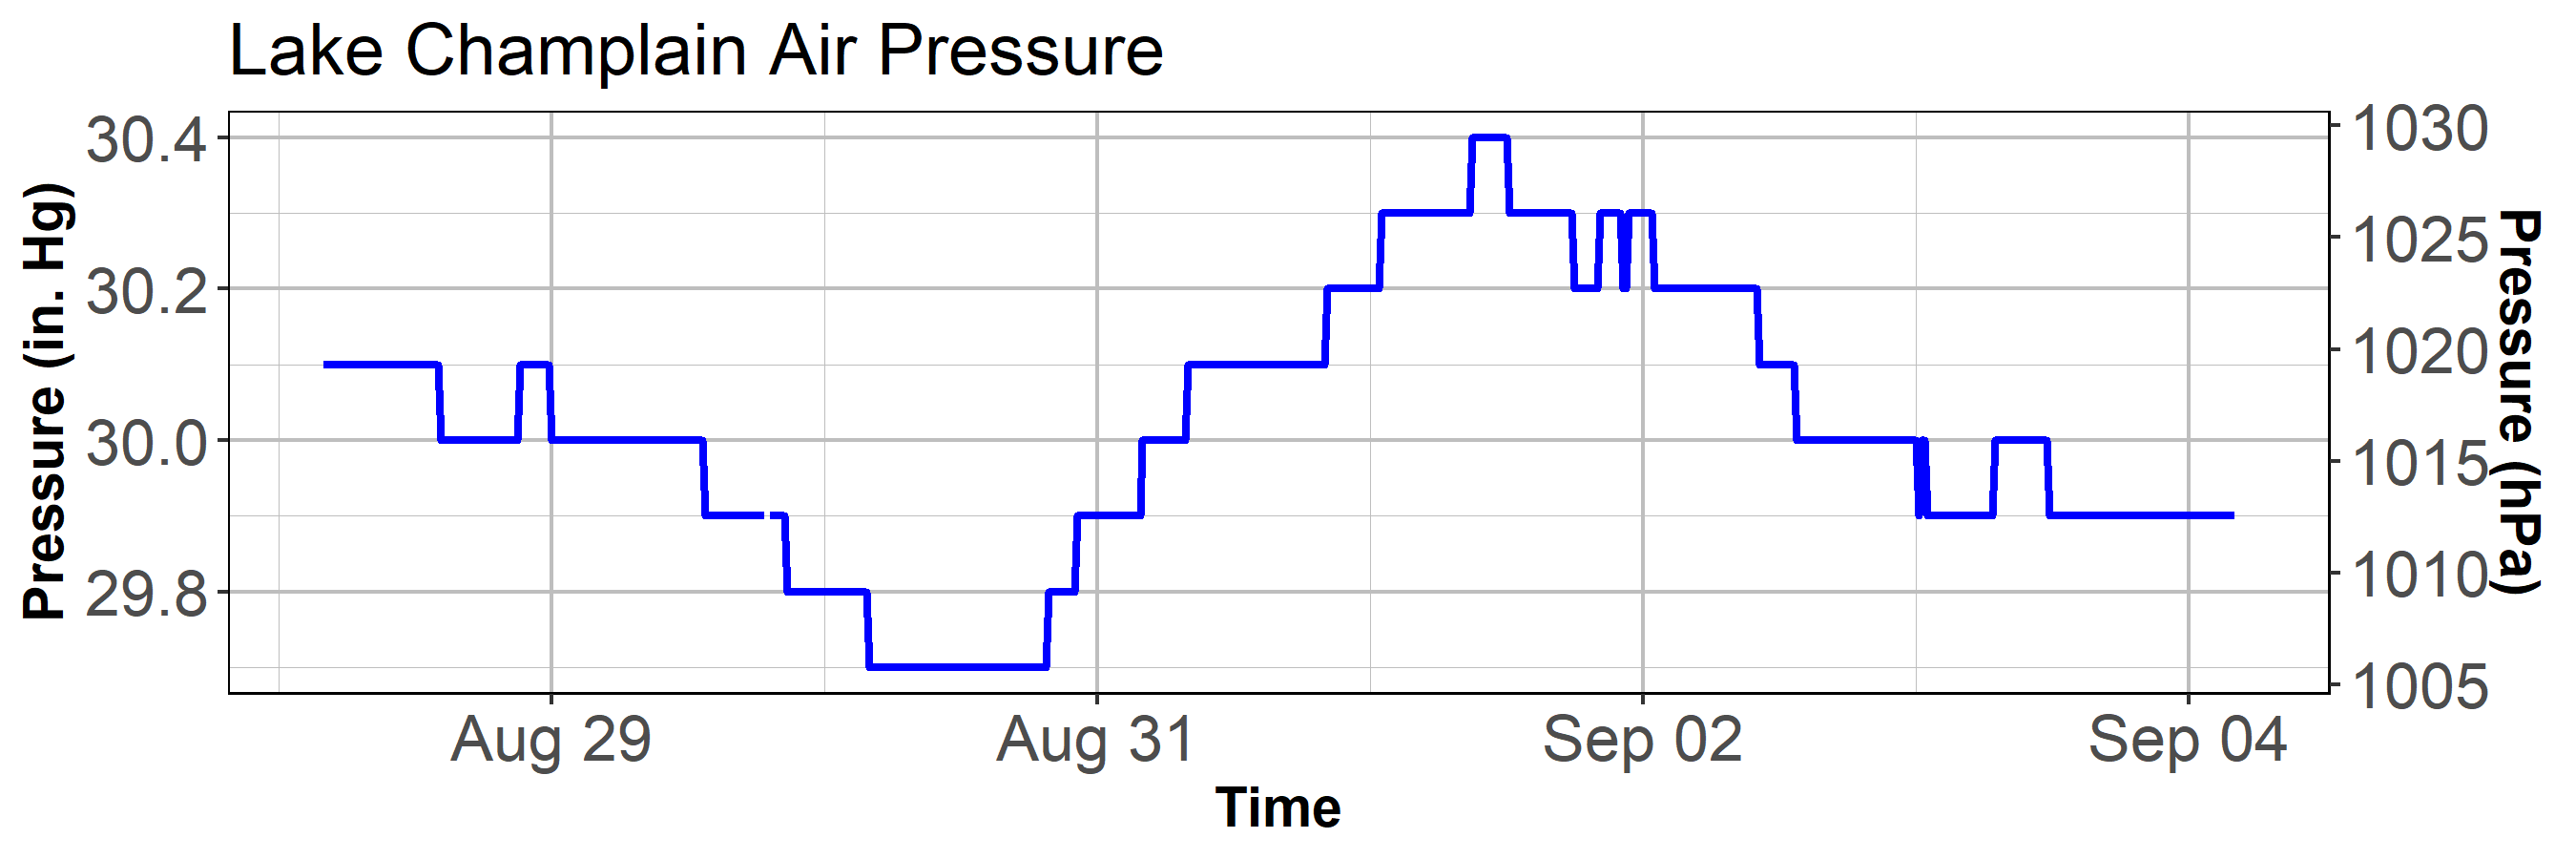 Lake Champlain Air Pressure
Pressure (in. Hg)
30.4
30.2
30.0
29.8
1030
1025
1020
1015
1010
1005
Pressure (hPa)
Aug 29
Aug 31
Sep 02
Sep 04
Time